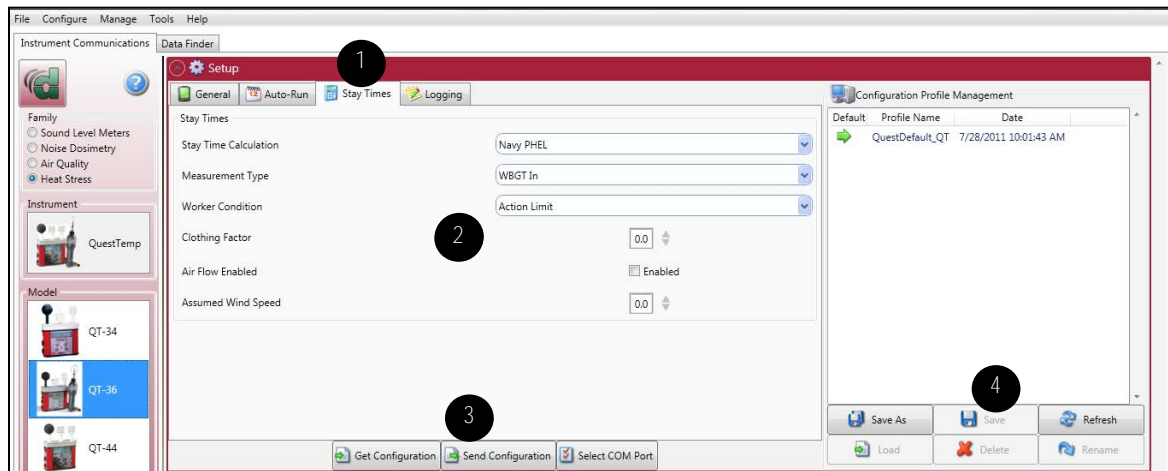 File Configure Manage Tools Help
Instrument Communications Data Finder
1
Setup
General 12 Auto-Run Stay Times Logging
Configuration Profile Management
Family
Sound Level Meters
Noise Dosimetry
Air Quality
Heat Stress
Stay Times
Stay Time Calculation Navy PHEL
Measurement Type WBGT In
Worker Condition Action Limit
2
Clothing Factor 0.0
Air Flow Enabled Enabled
Assumed Wind Speed 0.0
Default Profile Name Date
QuestDefault_QT 7/28/2011 10:01:43 AM
Instrument
QuestTemp
Model
QT-34
QT-36
QT-44
3
Get Configuration Send Configuration Select COM Port
4
Save As Save Refresh
Load Delete Rename